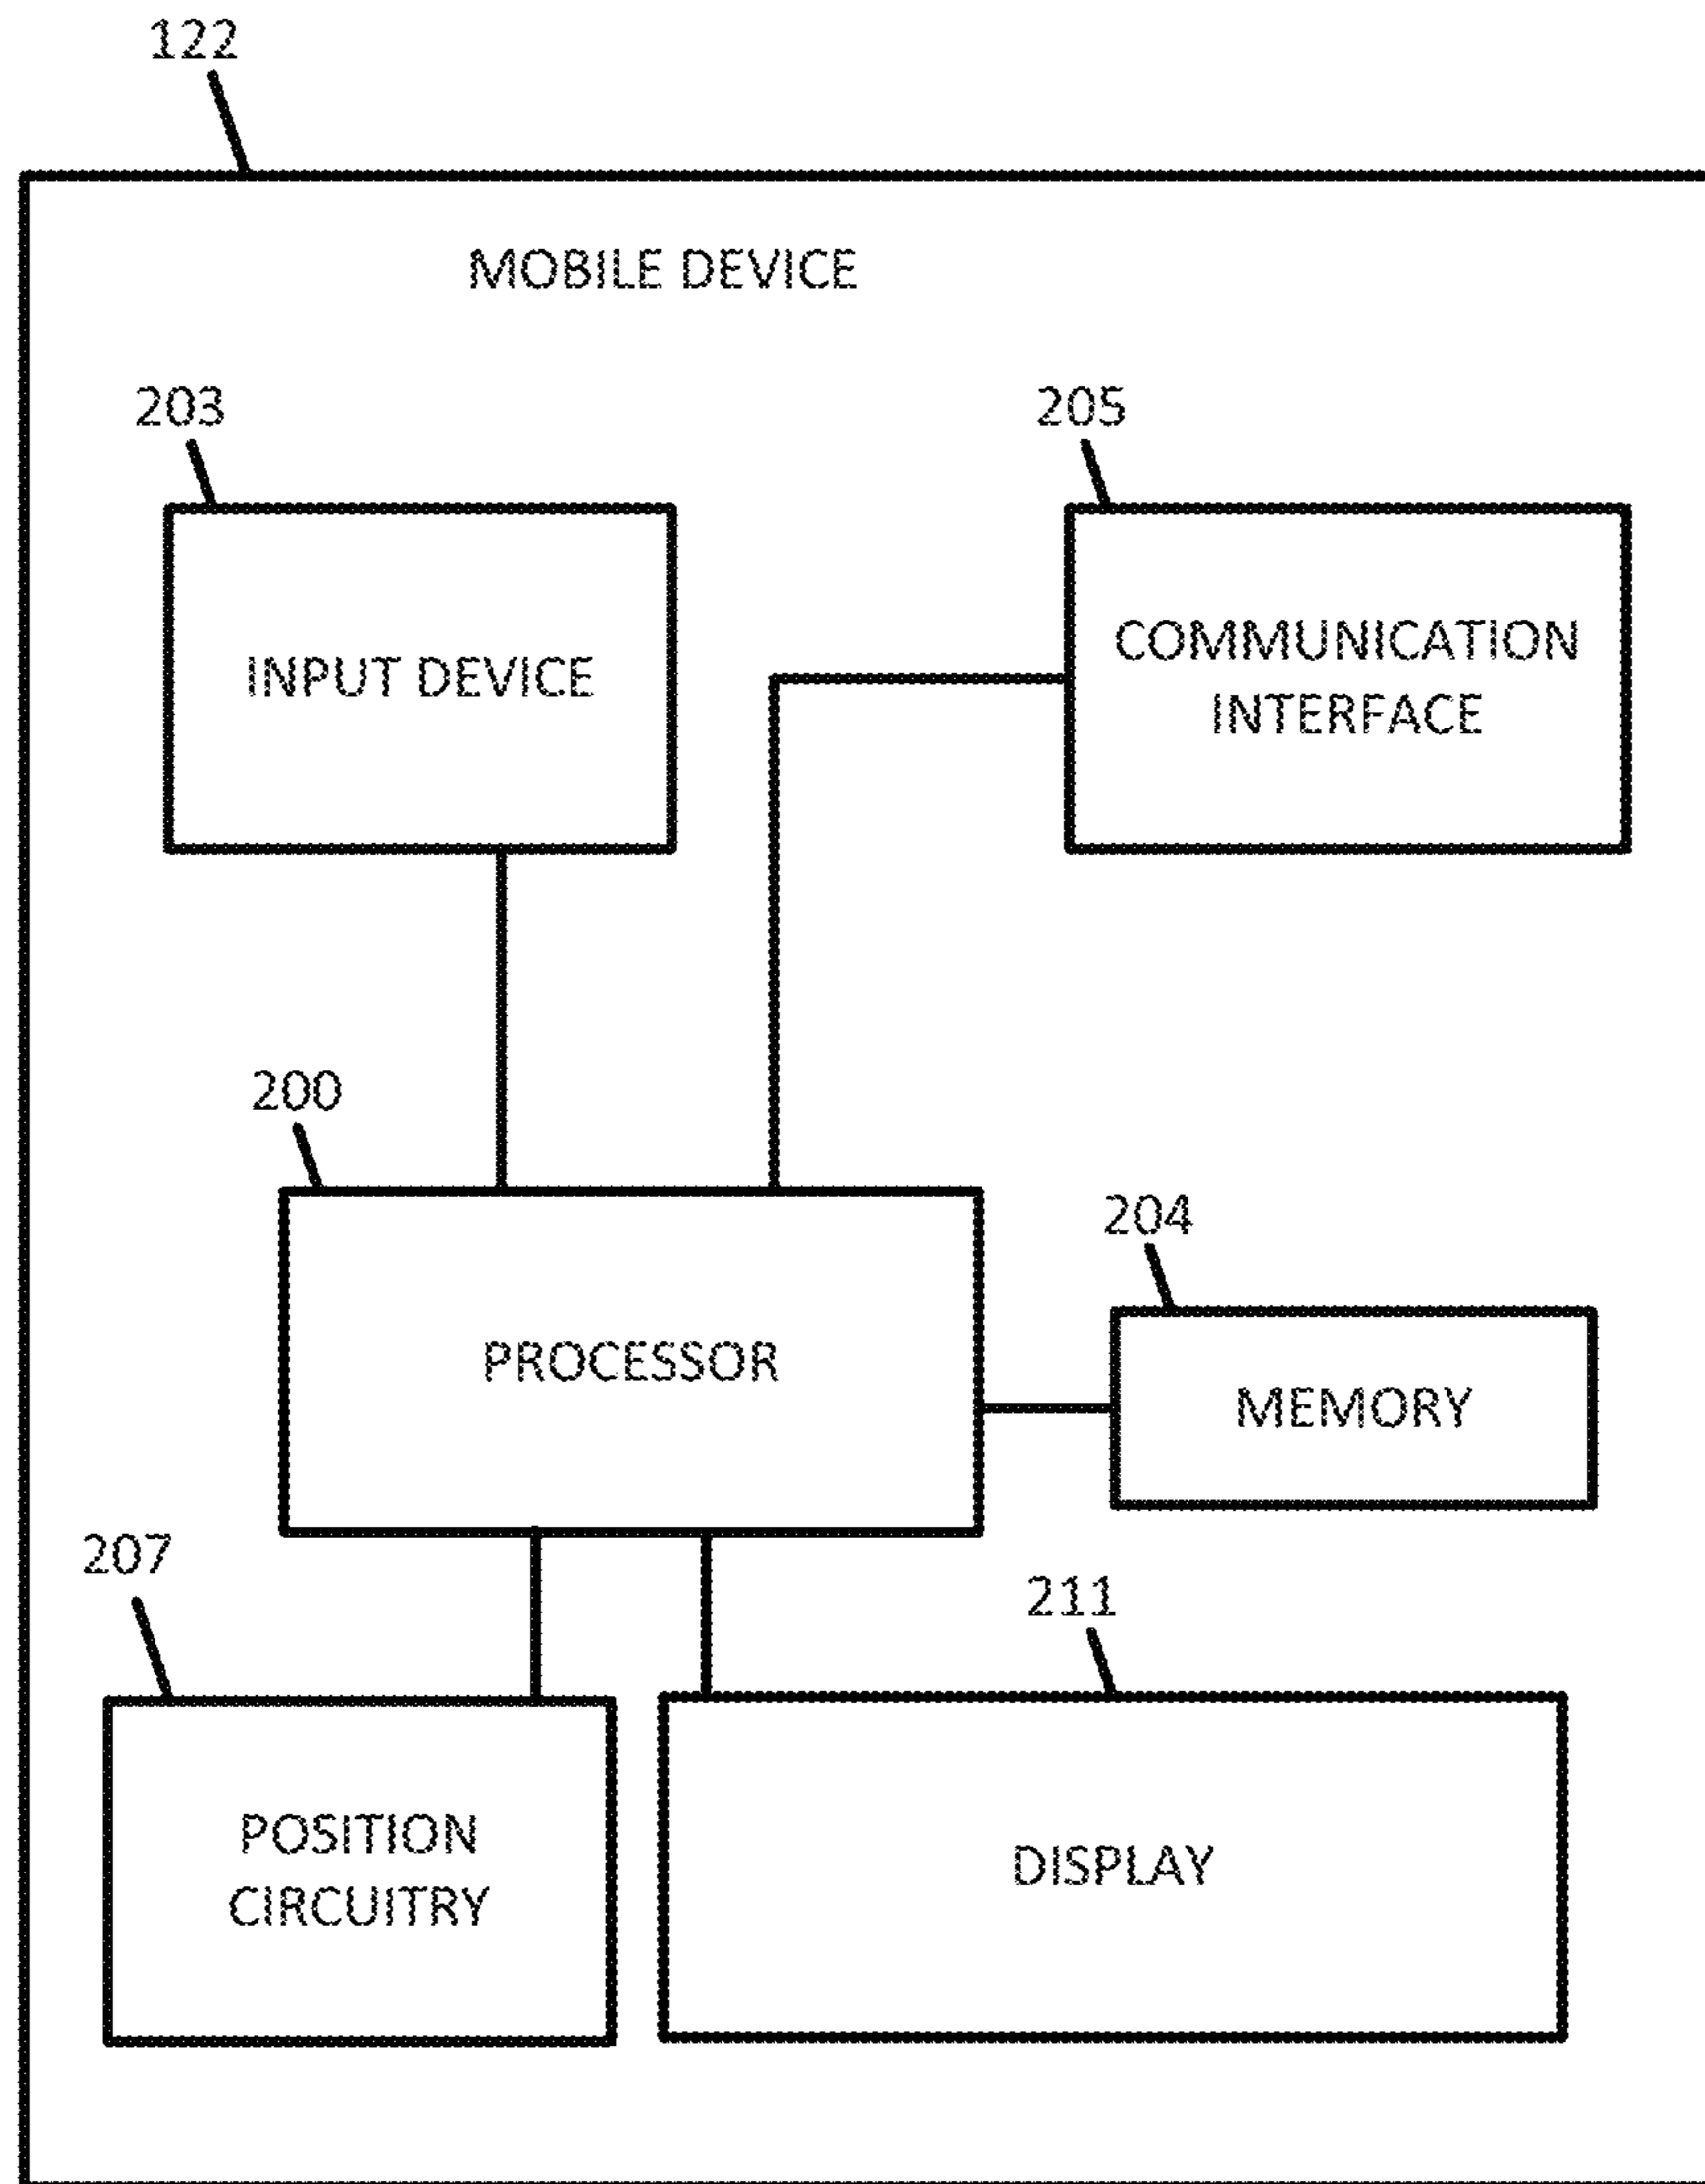 122
MOBILE DEVICE
203
205
INPUT DEVICE
COMMUNICATION
INTERFACE
200
204
PROCESSOR
MEMORY
207
211
POSITION
CIRCUITRY
DISPLAY